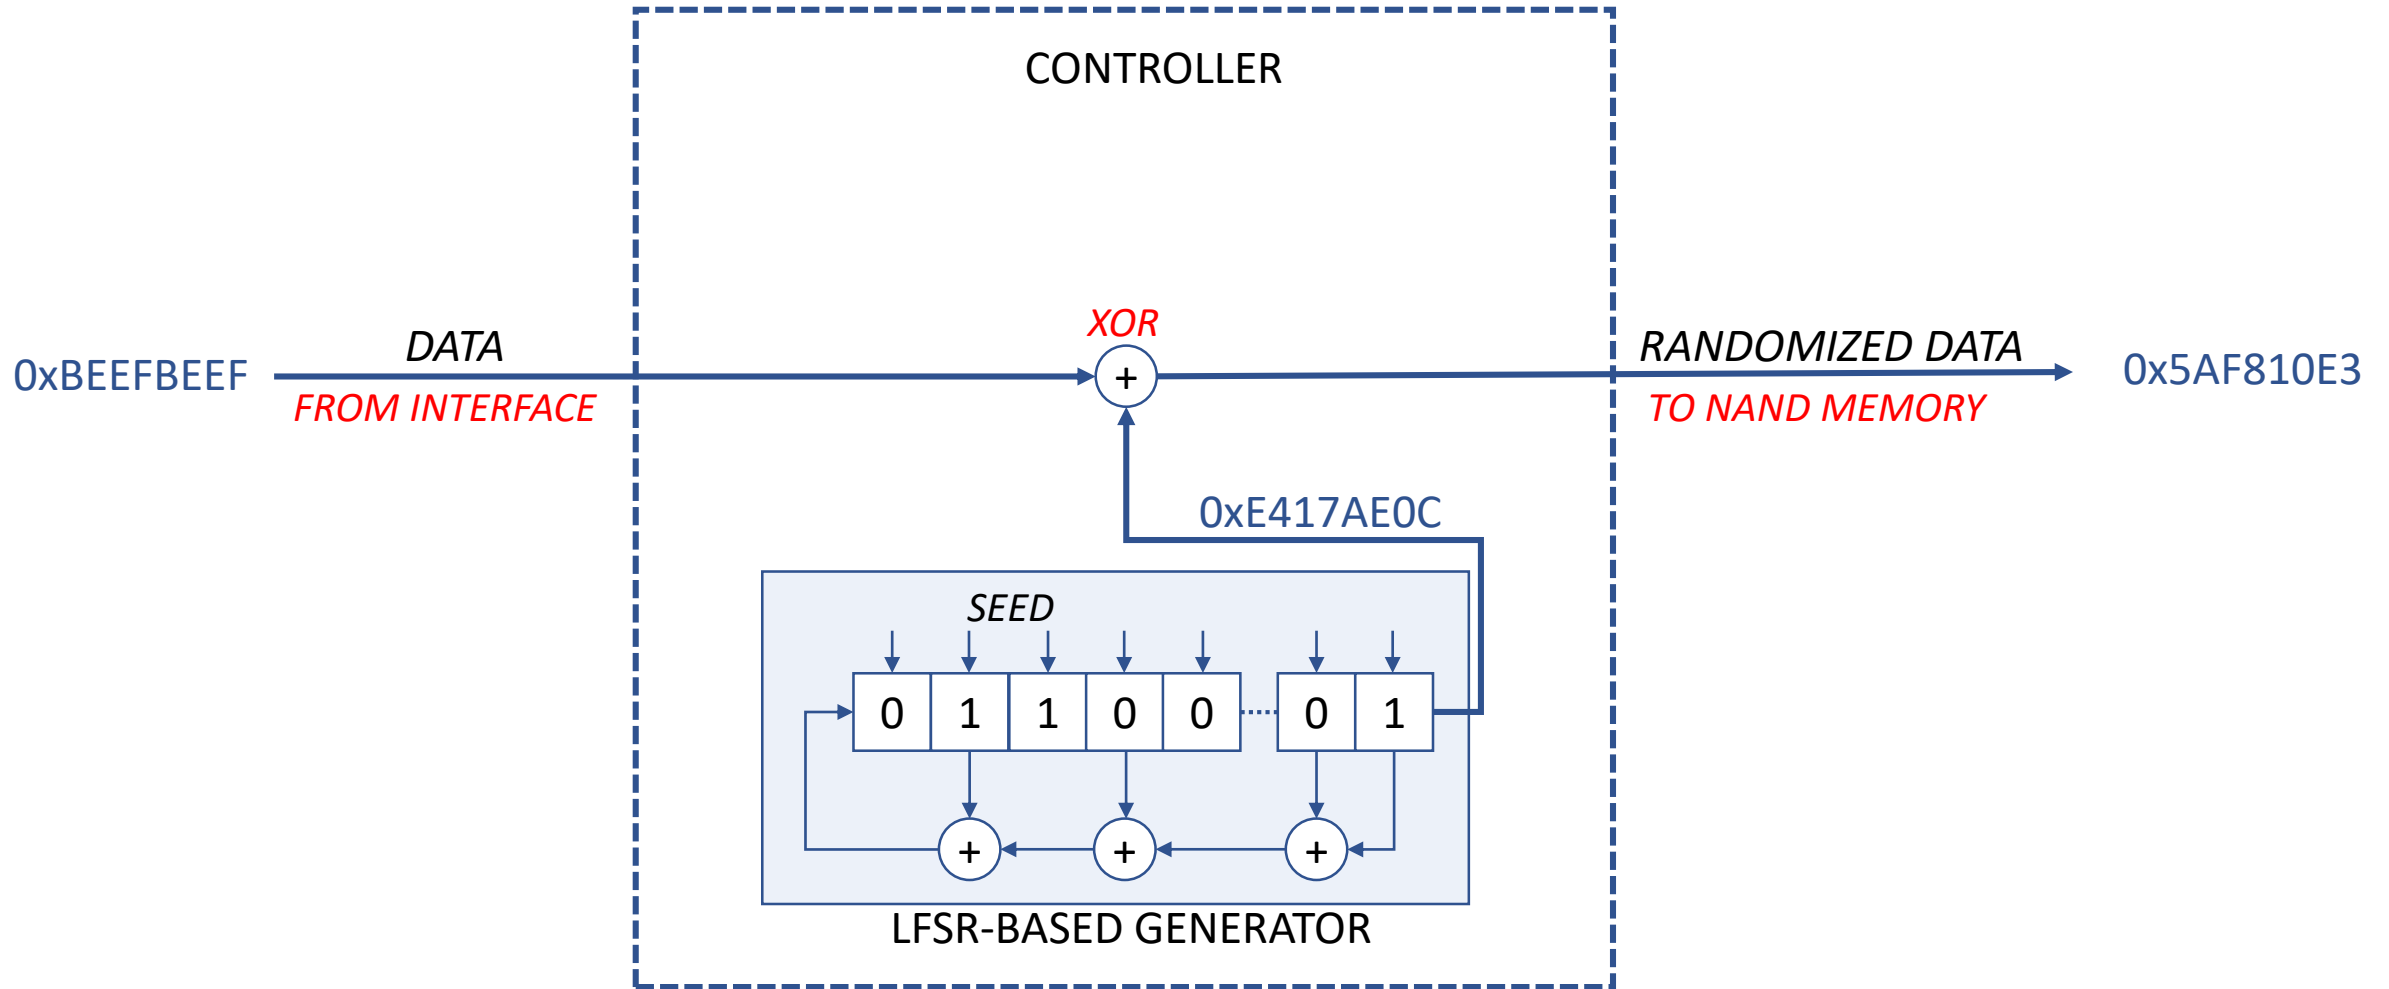 CONTROLLER
XOR
DATA
RANDOMIZED DATA
0xBEEFBEEF
+
0x5AF810E3
FROM INTERFACE
TO NAND MEMORY
0xE417AE0C
SEED
0 1 1 0 0 0 1
+ + +
LFSR-BASED GENERATOR